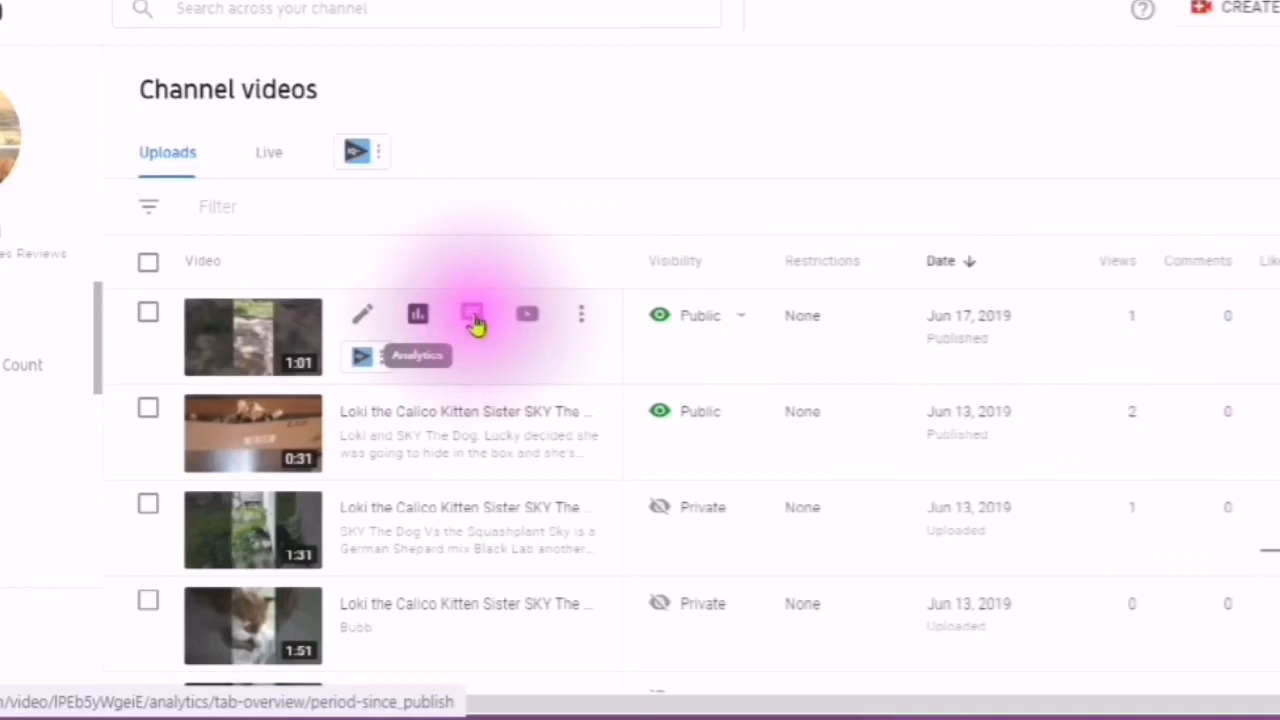 Search across your channel
CREATE
Channel videos
Uploads Live
Filter
es Reviews
Video Visibility Restrictions Date Views Comments Lik
1:01 Public None Jun 17, 2019 1 0
Published
Analytics
Count
0:31 Loki the Calico Kitten Sister SKY The ... Public None Jun 13, 2019 2 0
Loki and SKY The Dog. Lucky decided she Published
was going to hide in the box and she's...
1:31 Loki the Calico Kitten Sister SKY The ... Private None Jun 13, 2019 1 0
SKY The Dog Vs the Squashplant Sky is a Uploaded
German Shepard mix Black Lab another...
1:51 Loki the Calico Kitten Sister SKY The ... Private None Jun 13, 2019 0 0
Bubb Uploaded
n/video/lPEb5yWgeiE/analytics/tab-overview/period-since_publish